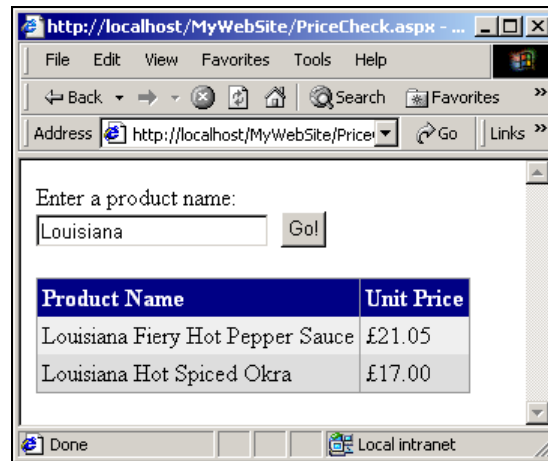 http://localhost/MyWebSite/PriceCheck.aspx - ...
File Edit View Favorites Tools Help
Back Search Favorites »
Address http://localhost/MyWebSite/Price Go Links »
Enter a product name:
Louisiana Go!
Product Name Unit Price
Louisiana Fiery Hot Pepper Sauce £21.05
Louisiana Hot Spiced Okra £17.00
Done Local intranet